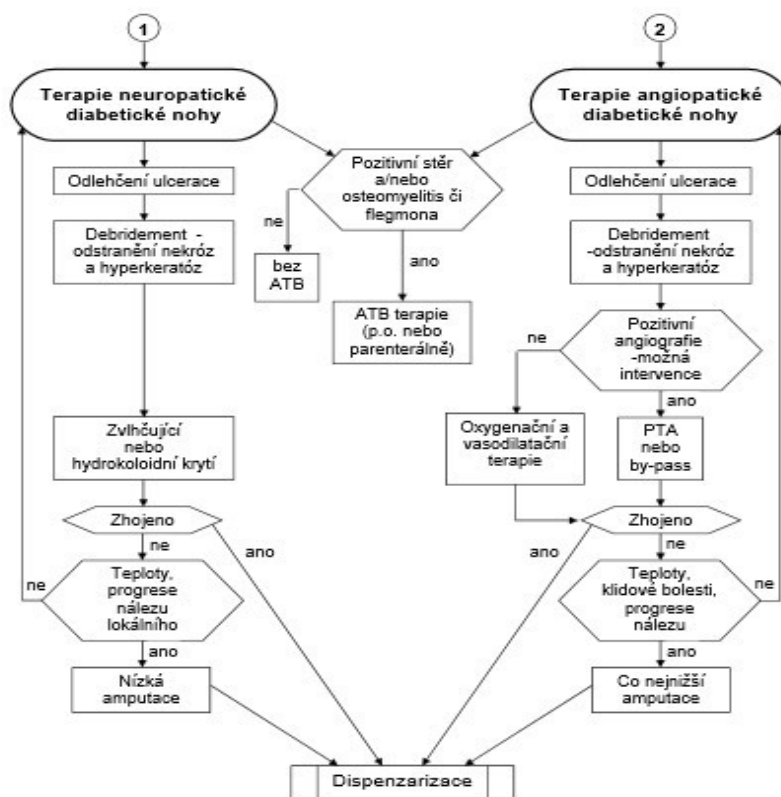 1
2
Terapie neuropatické
diabetické nohy
Terapie angiopatické
diabetické nohy
Pozitivní stěr
a/nebo
osteomyelitis či
flegmona
ne
bez
ATB
ano
ATB terapie
(p.o. nebo
parenterálně)
Odlehčení ulcerace
Debridement -
odstranění nekróz
a hyperkeratóz
Zvlhčující
nebo
hydrokoloidní krytí
Zhojeno
ne
ano
ne
Teploty,
progrese
nálezu
lokálního
ano
Nízká
amputace
Odlehčení ulcerace
Debridement
-odstranění nekróz
a hyperkeratóz
Pozitivní
angiografie
-možná
intervence
ne
ano
Oxygenační a
vasodilatační
terapie
PTA
nebo
by-pass
Zhojeno
ano
ne
Teploty,
klidové bolesti,
progrese
nálezu
ne
ano
Co nejnižší
amputace
Dispenzarizace